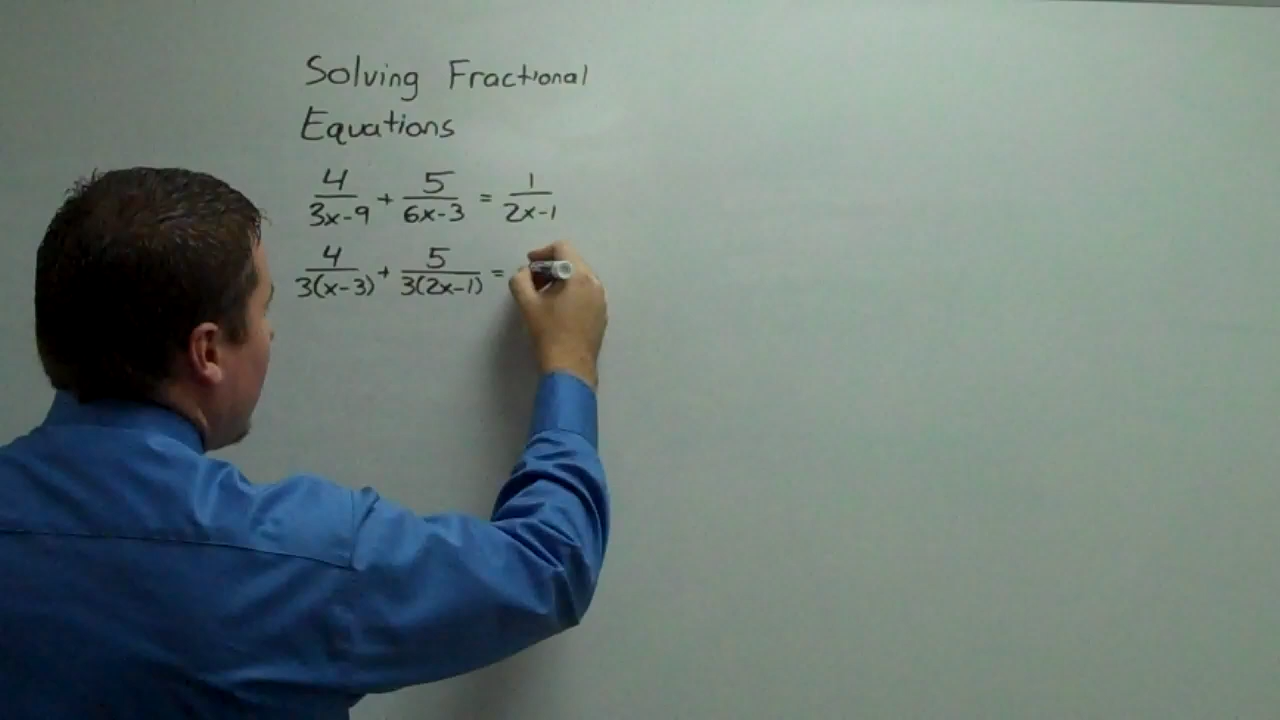 Solving Fractional
Equations
4/(3x-9) + 5/(6x-3) = 1/(2x-1)
4/(3(x-3)) + 5/(3(2x-1)) =